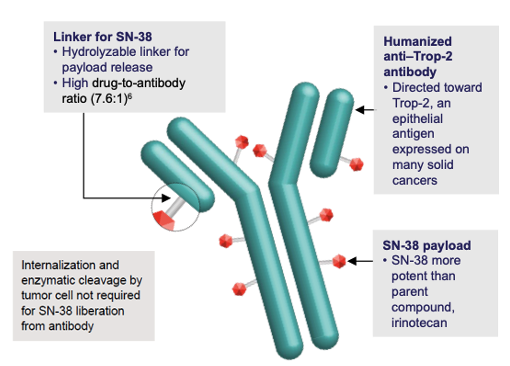 Linker for SN-38
• Hydrolyzable linker for
payload release
• High drug-to-antibody
ratio (7.6:1)⁶
Humanized
anti–Trop-2
antibody
• Directed toward
Trop-2, an
epithelial
antigen
expressed on
many solid
cancers
Internalization and
enzymatic cleavage by
tumor cell not required
for SN-38 liberation
from antibody
SN-38 payload
• SN-38 more
potent than
parent
compound,
irinotecan